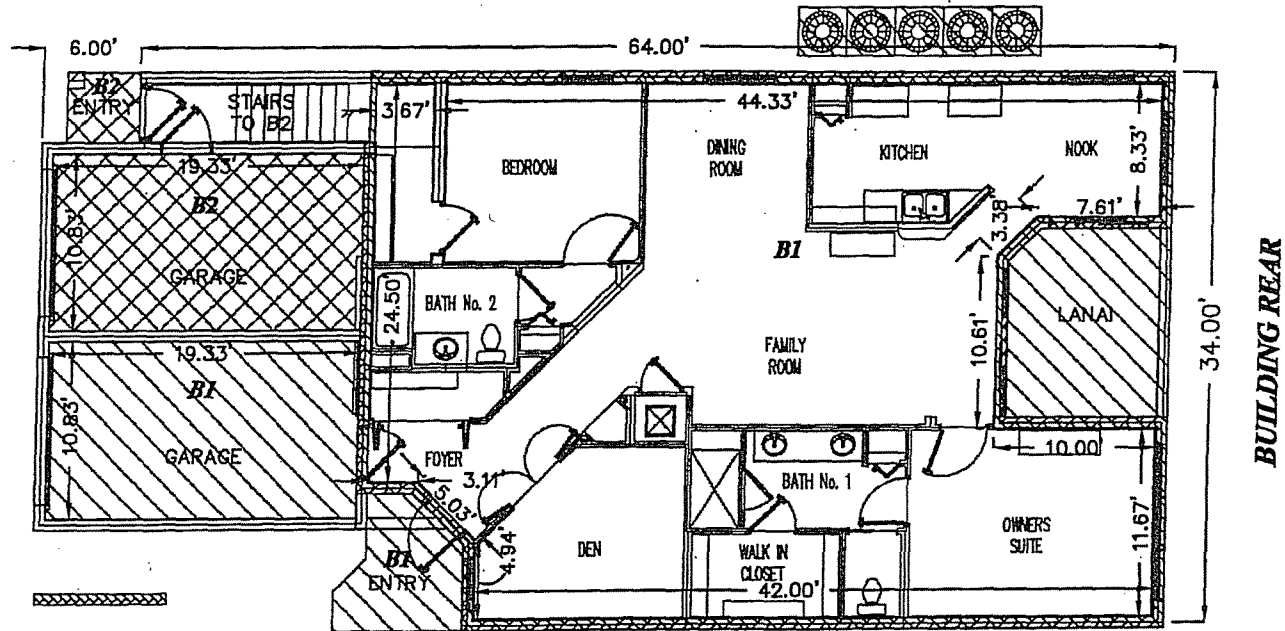 6.00'
64.00'
B2
ENTRY
STAIRS
TO B2
3.67'
44.33'
BEDROOM
DINING
ROOM
KITCHEN
NOOK
8.33'
19.33'
B2
10.83'
GARAGE
7.61'
3.38'
B1
BATH No. 2
24.50'
LANAI
10.61'
34.00'
BUILDING REAR
19.33'
B1
10.83'
GARAGE
FAMILY
ROOM
FOYER
3.11'
5.03'
4.94'
BATH No. 1
10.00'
11.67'
OWNERS
SUITE
B1
ENTRY
DEN
WALK IN
CLOSET
42.00'